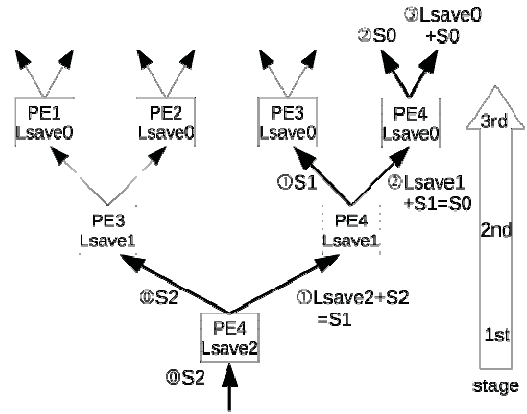 ③Lsave0
②S0 +S0
PE1 PE2 PE3 PE4
Lsave0 Lsave0 Lsave0 Lsave0
3rd
①S1 ②Lsave1
+S1=S0
PE3 PE4
Lsave1 Lsave1
2nd
⓪S2 ①Lsave2+S2
=S1
PE4
Lsave2
1st
⓪S2
stage